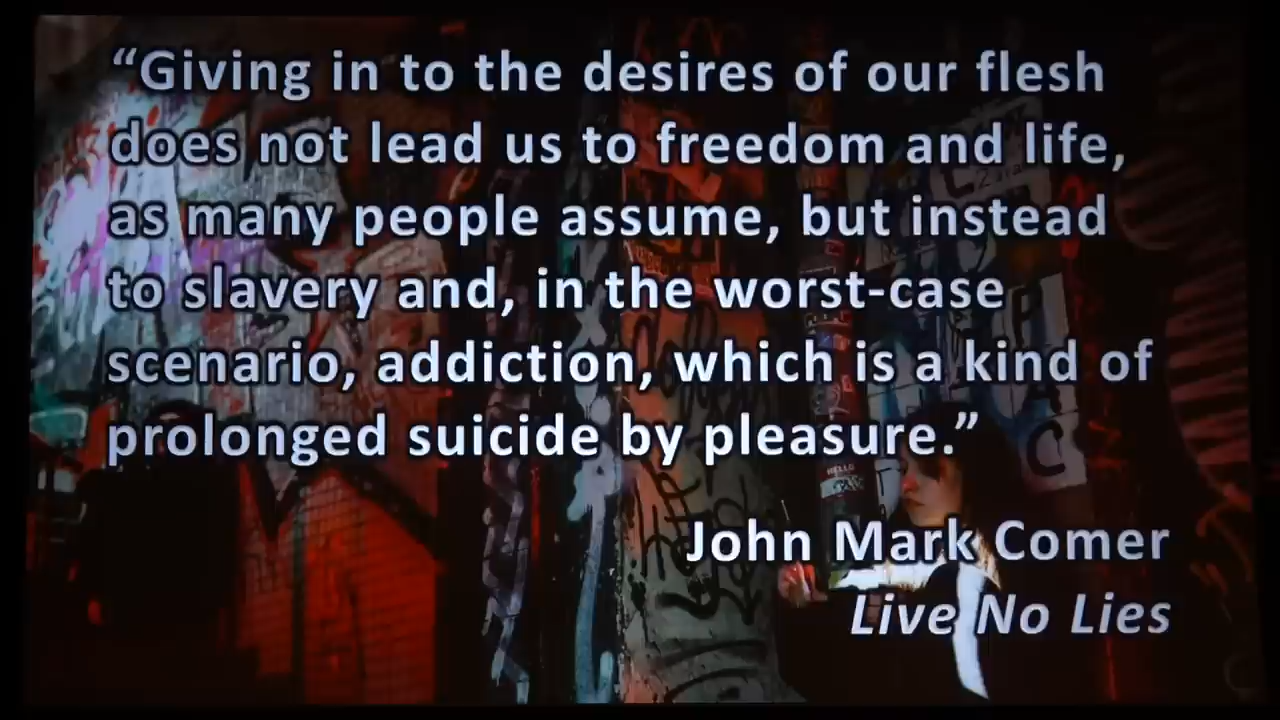 “Giving in to the desires of our flesh
does not lead us to freedom and life,
as many people assume, but instead
to slavery and, in the worst-case
scenario, addiction, which is a kind of
prolonged suicide by pleasure.”
John Mark Comer
Live No Lies
HELLO